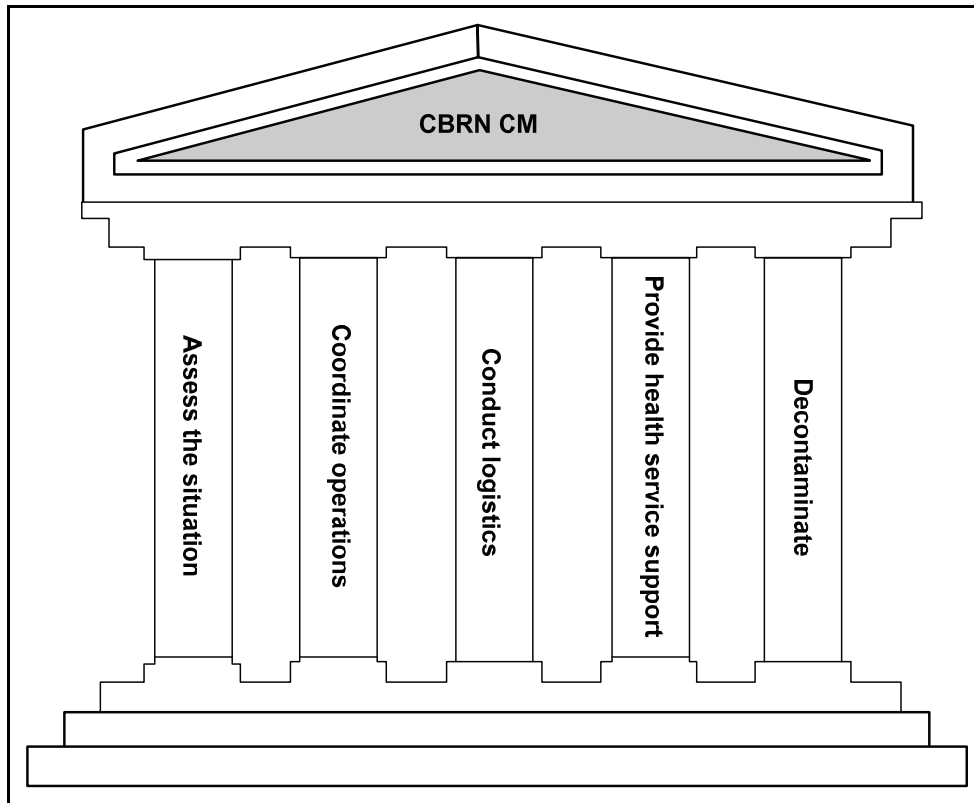 CBRN CM
Assess the situation
Coordinate operations
Conduct logistics
Provide health service support
Decontaminate